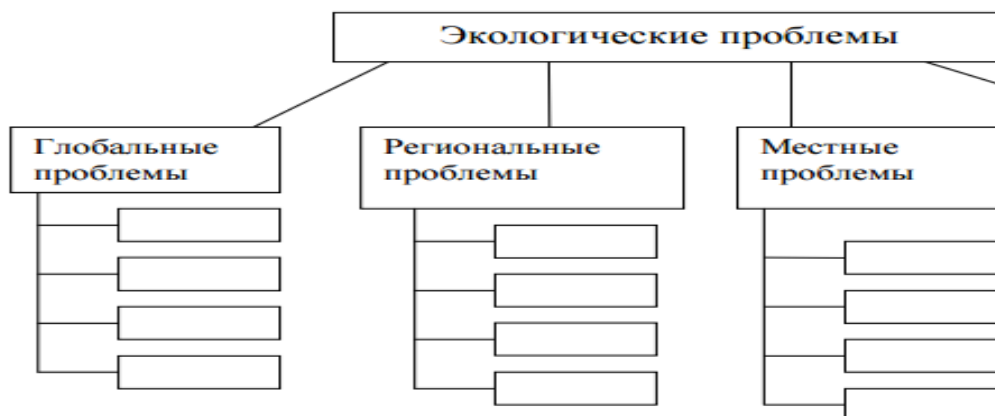 Экологические проблемы
Глобальные
проблемы
Региональные
проблемы
Местные
проблемы